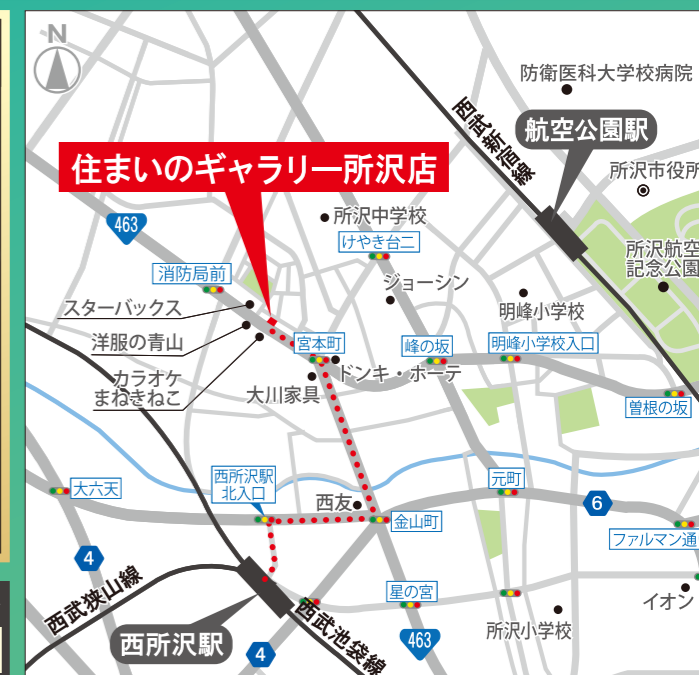 N
防衛医科大学校病院
西武新宿線
航空公園駅
所沢市役所
住まいのギャラリー所沢店
所沢中学校
463
けやき台二
所沢航空
記念公園
消防局前
ジョーシン
スターバックス
明峰小学校
洋服の青山
宮本町
峰の坂
明峰小学校入口
カラオケ
まねきねこ
ドンキ・ホーテ
大川家具
曽根の坂
西所沢駅
北入口
大六天
西友
元町
6
金山町
ファルマン通
4
西武狭山線
星の宮
イオン
西所沢駅
4
西武池袋線
463
所沢小学校